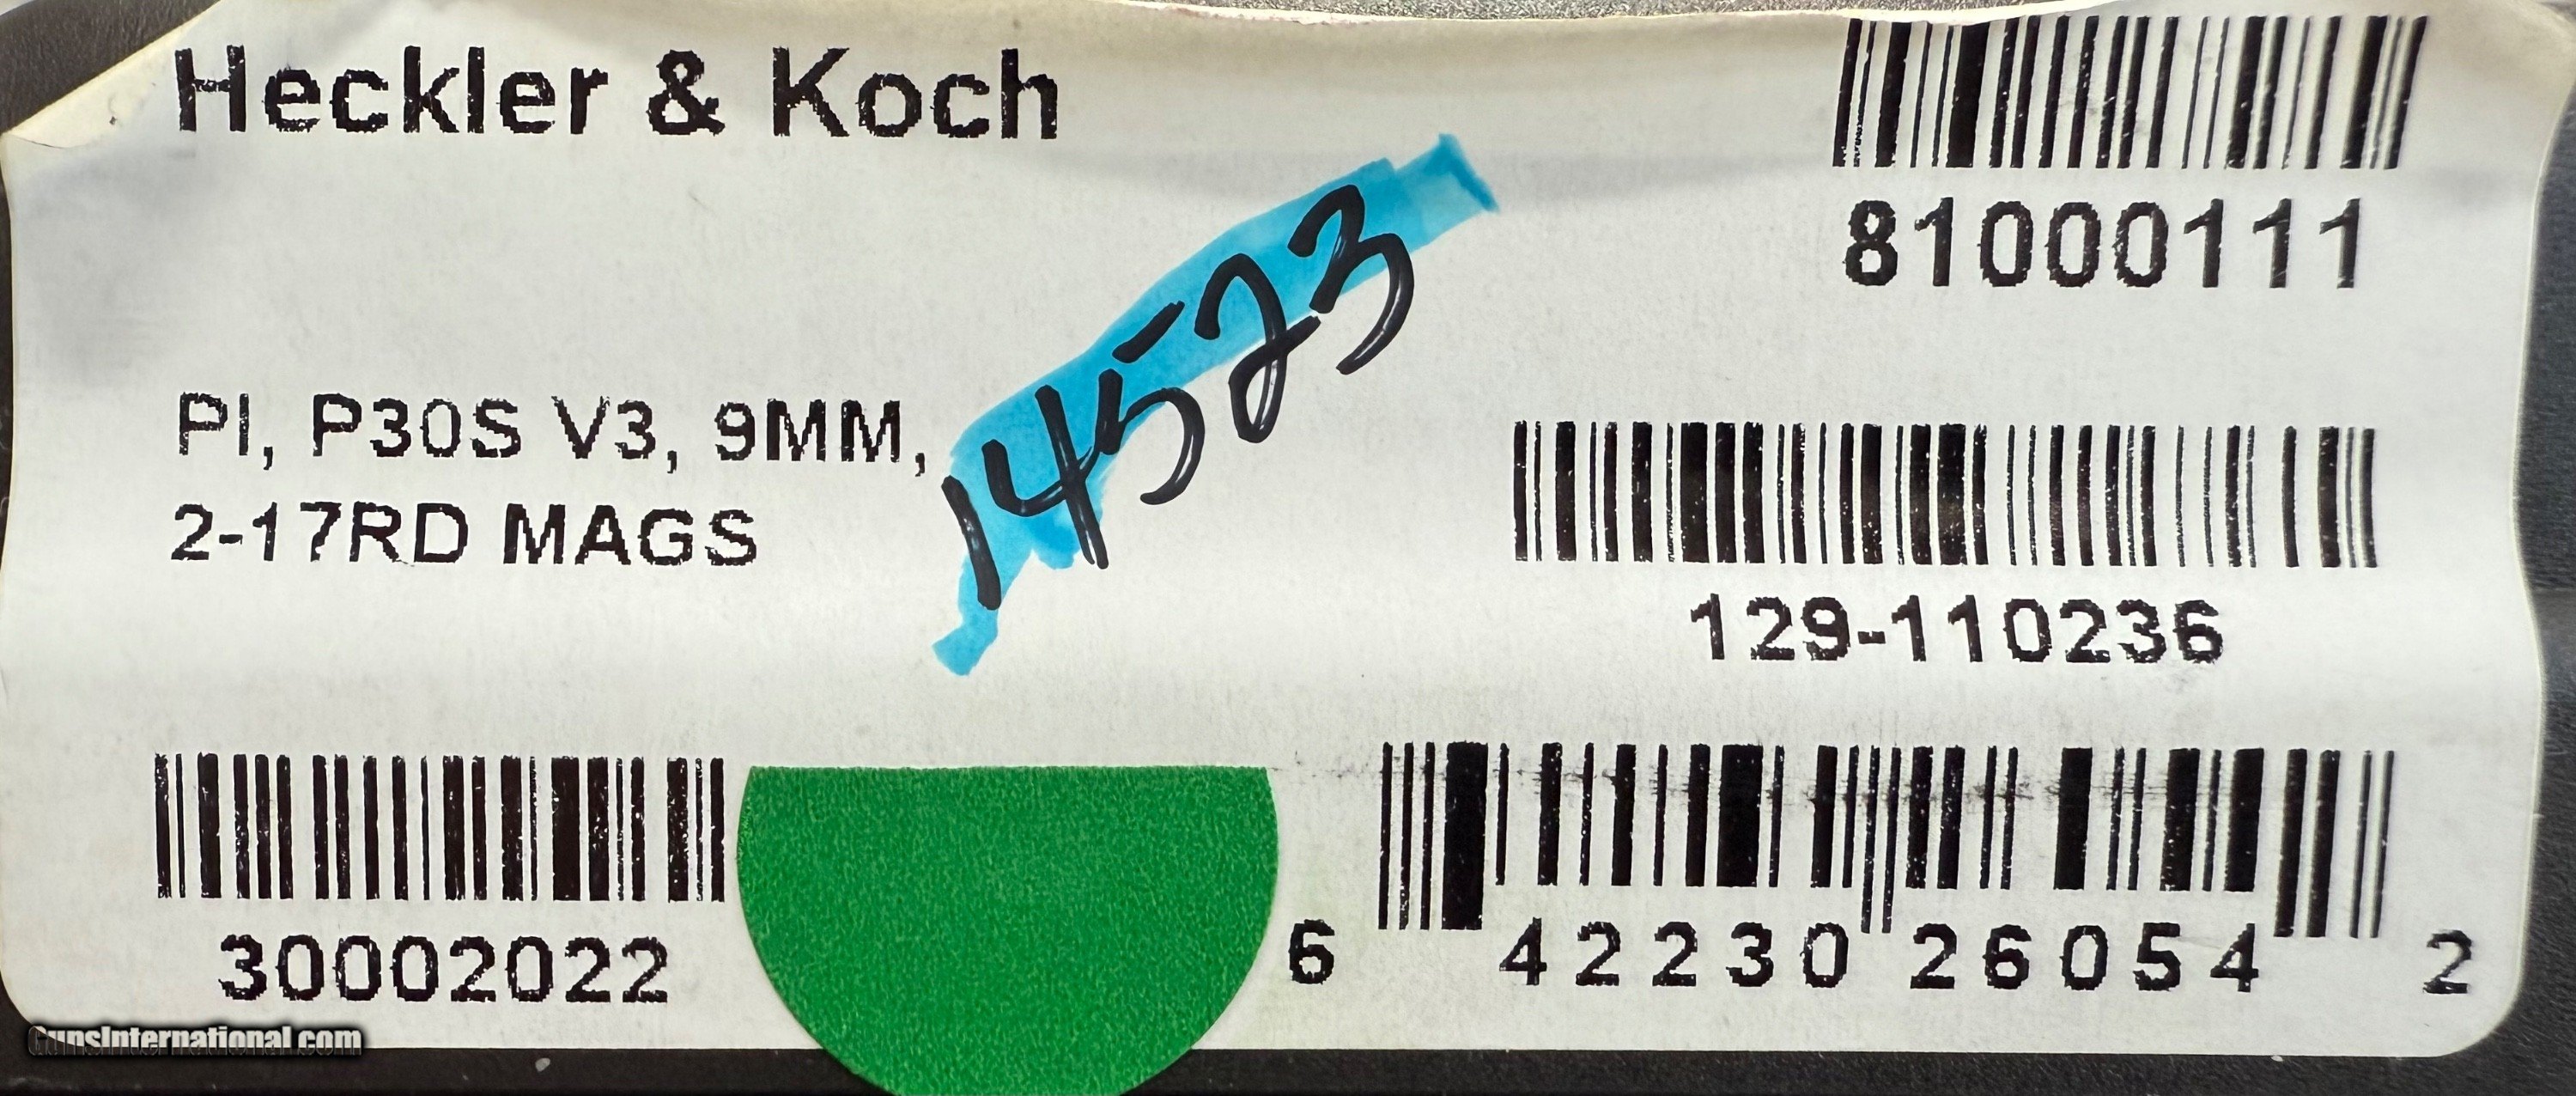 Heckler & Koch
81000111
14523
PI, P30S V3, 9MM,
2-17RD MAGS
129-110236
30002022
6 42230 26054 2
GunsInternational.com